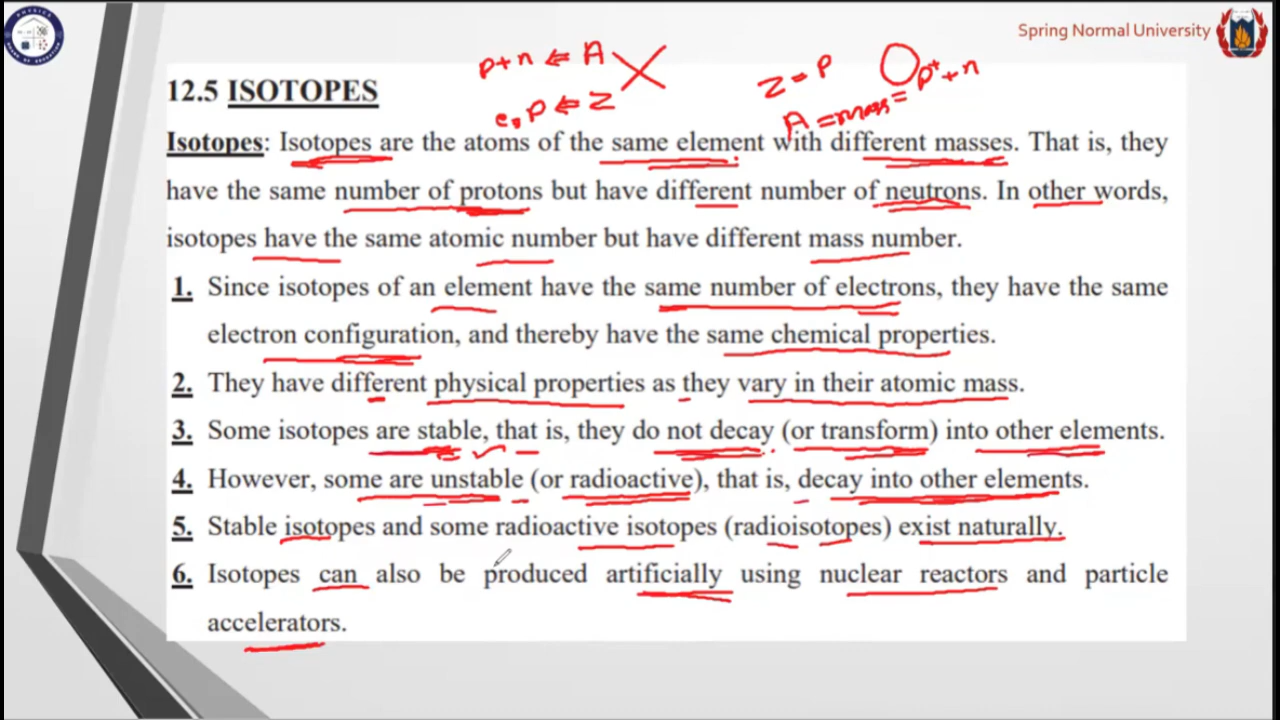 Spring Normal University
p+n ⇐ A X
e, p ⇐ Z
Z = P
p⁺+n
A = mass =
12.5 ISOTOPES
Isotopes: Isotopes are the atoms of the same element with different masses. That is, they
have the same number of protons but have different number of neutrons. In other words,
isotopes have the same atomic number but have different mass number.
1. Since isotopes of an element have the same number of electrons, they have the same
electron configuration, and thereby have the same chemical properties.
2. They have different physical properties as they vary in their atomic mass.
3. Some isotopes are stable, that is, they do not decay (or transform) into other elements.
4. However, some are unstable (or radioactive), that is, decay into other elements.
5. Stable isotopes and some radioactive isotopes (radioisotopes) exist naturally.
6. Isotopes can also be produced artificially using nuclear reactors and particle
accelerators.